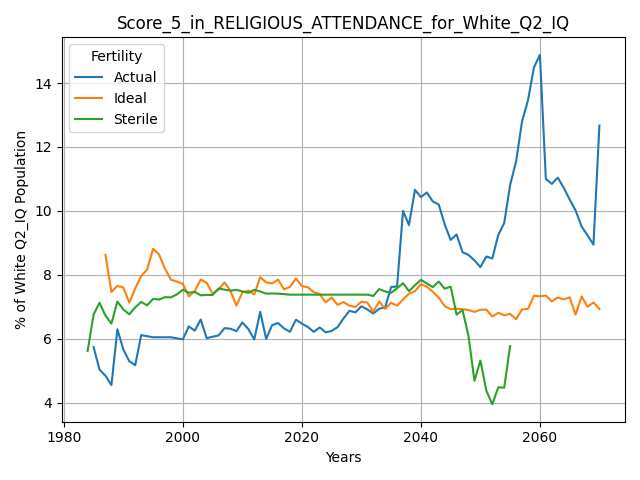 Score_5_in_RELIGIOUS_ATTENDANCE_for_White_Q2_IQ
Fertility
Actual
Ideal
Sterile
% of White Q2_IQ Population
14
12
10
8
6
4
1980
2000
2020
2040
2060
Years